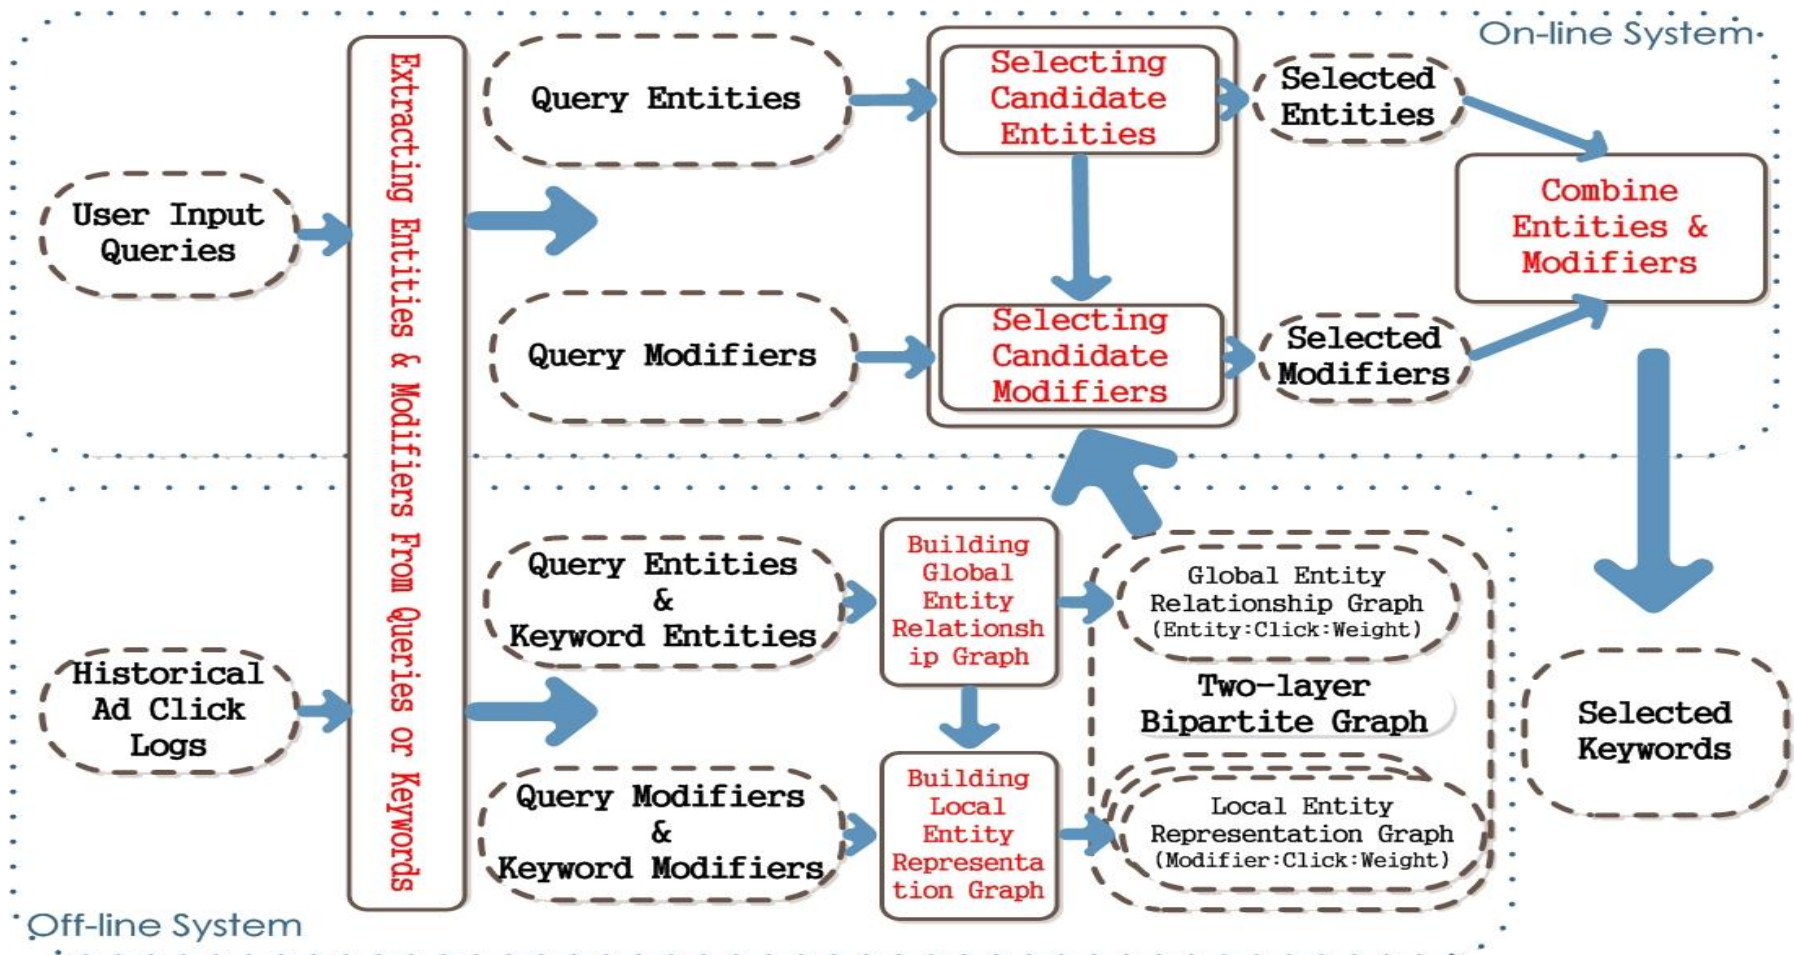 On-line System
User Input
Queries
Extracting Entities & Modifiers From Queries or Keywords
Query Entities
Selecting
Candidate
Entities
Selected
Entities
Combine
Entities &
Modifiers
Query Modifiers
Selecting
Candidate
Modifiers
Selected
Modifiers
Historical
Ad Click
Logs
Query Entities
&
Keyword Entities
Building
Global
Entity
Relationsh
ip Graph
Global Entity
Relationship Graph
(Entity:Click:Weight)
Two-layer
Bipartite Graph
Query Modifiers
&
Keyword Modifiers
Building
Local
Entity
Representa
tion Graph
Local Entity
Representation Graph
(Modifier:Click:Weight)
Selected
Keywords
Off-line System